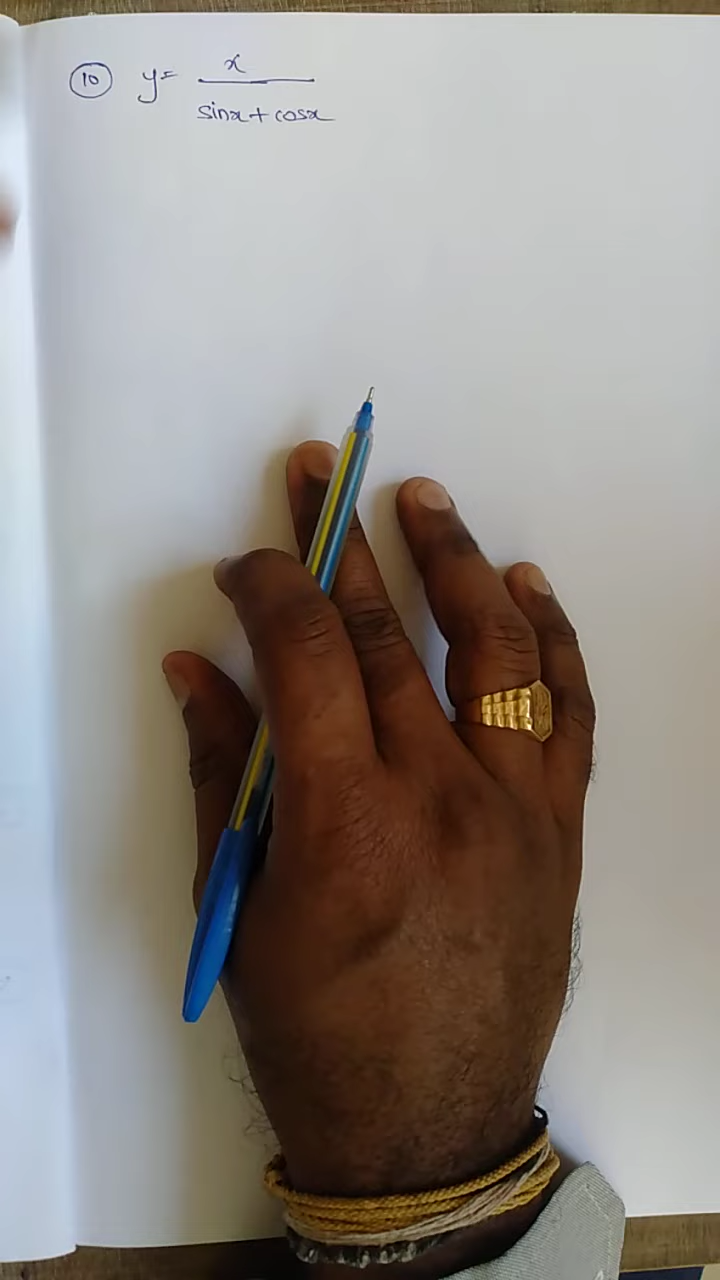 10 y = x / sinx + cosx